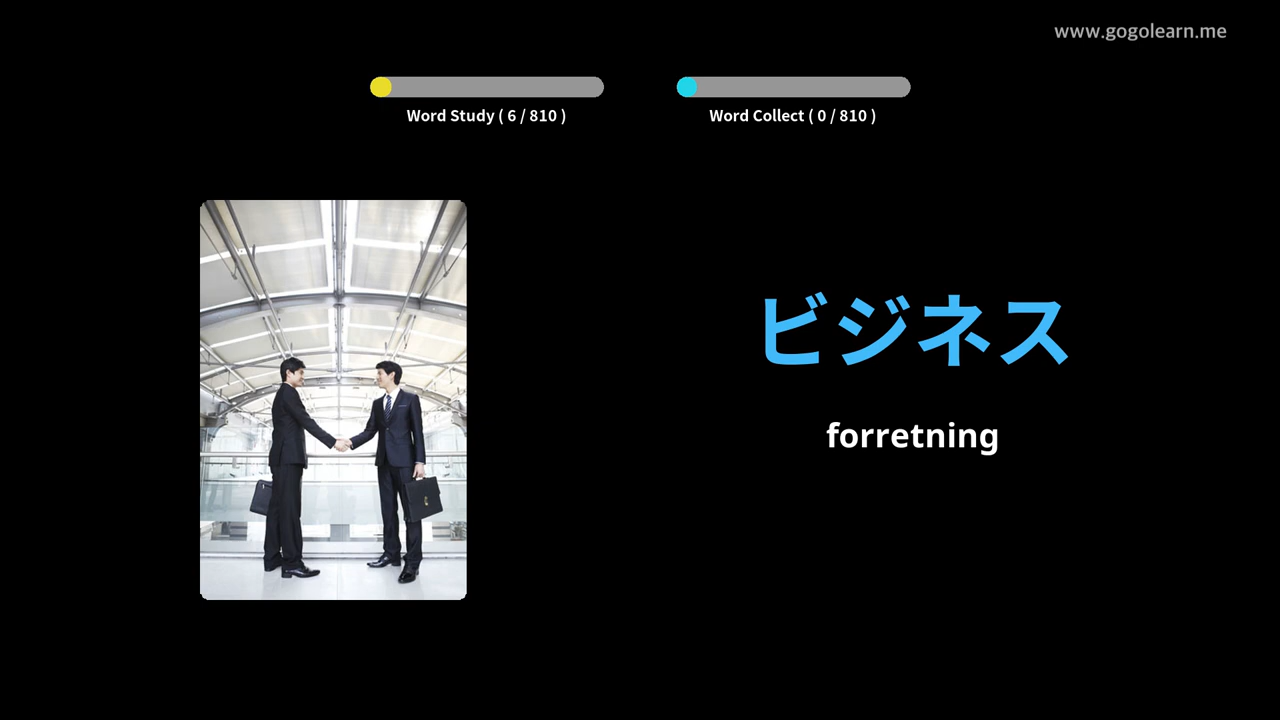 www.gogolearn.me
Word Study ( 6 / 810 )
Word Collect ( 0 / 810 )
ビジネス
forretning